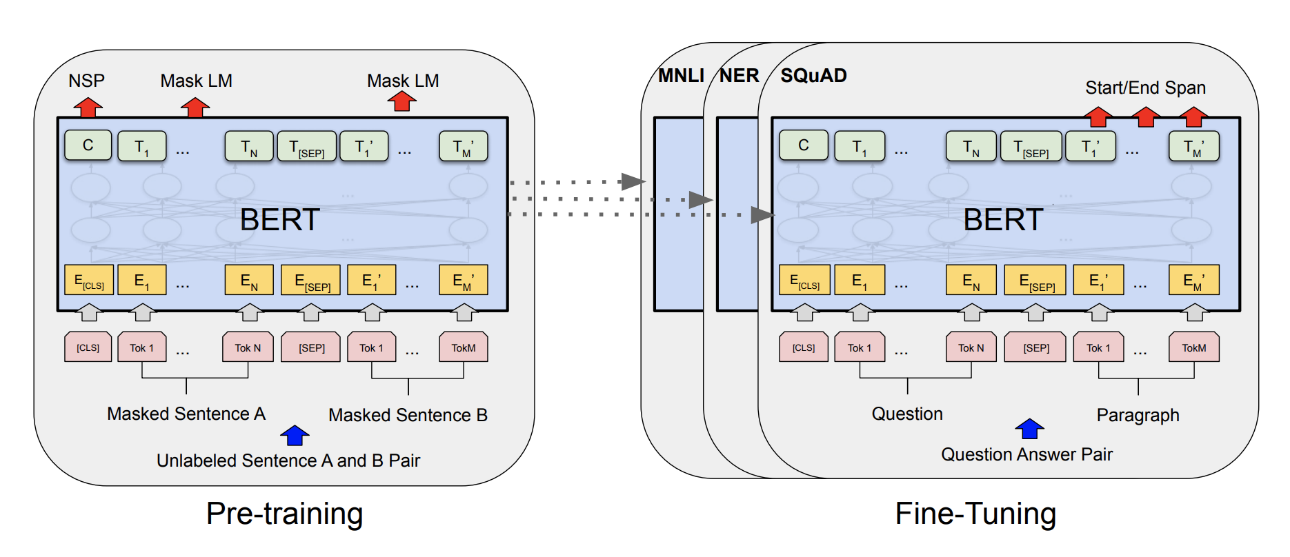 NSP Mask LM Mask LM
C T1 ... TN T[SEP] T1’ ... TM’
...
BERT
...
E[CLS] E1 ... EN E[SEP] E1’ ... EM’
[CLS] Tok 1 ... Tok N [SEP] Tok 1 ... TokM
Masked Sentence A Masked Sentence B
Unlabeled Sentence A and B Pair
Pre-training
MNLI NER SQuAD
Start/End Span
C T1 ... TN T[SEP] T1’ ... TM’
...
BERT
...
E[CLS] E1 ... EN E[SEP] E1’ ... EM’
[CLS] Tok 1 ... Tok N [SEP] Tok 1 ... TokM
Question Paragraph
Question Answer Pair
Fine-Tuning